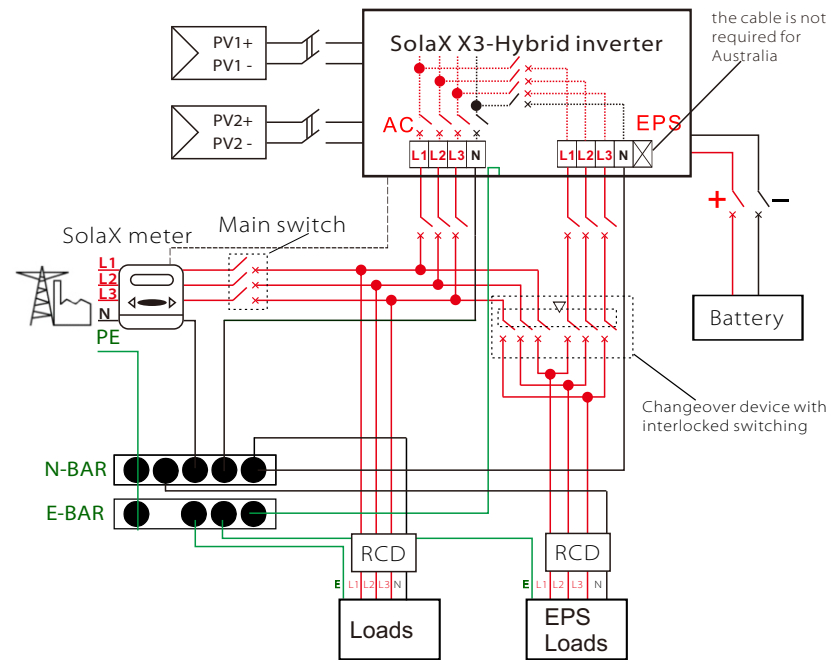 the cable is not
required for
Australia
PV1+
PV1 -
SolaX X3-Hybrid inverter
PV2+
PV2 -
AC
EPS
L1 L2 L3 N
L1 L2 L3 N
+ −
Main switch
SolaX meter
L1
L2
L3
N
PE
Battery
Changeover device with
interlocked switching
N-BAR
E-BAR
RCD
RCD
E L1 L2 L3 N
E L1 L2 L3 N
Loads
EPS
Loads